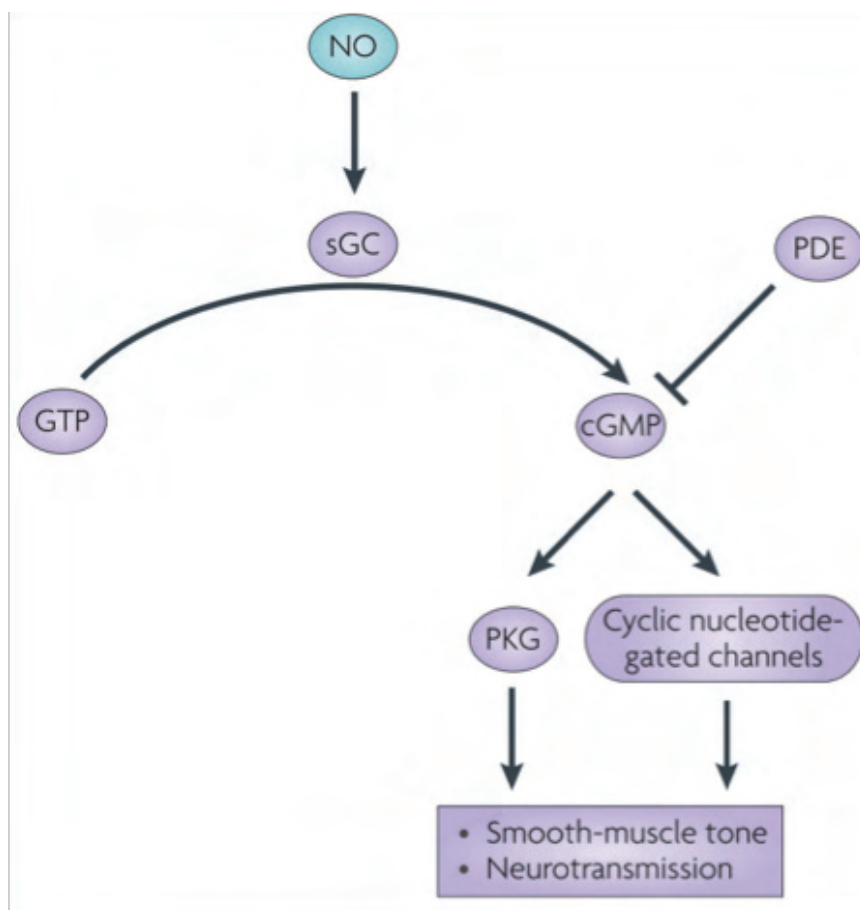 NO
sGC
PDE
GTP
cGMP
PKG
Cyclic nucleotide-
gated channels
• Smooth-muscle tone
• Neurotransmission